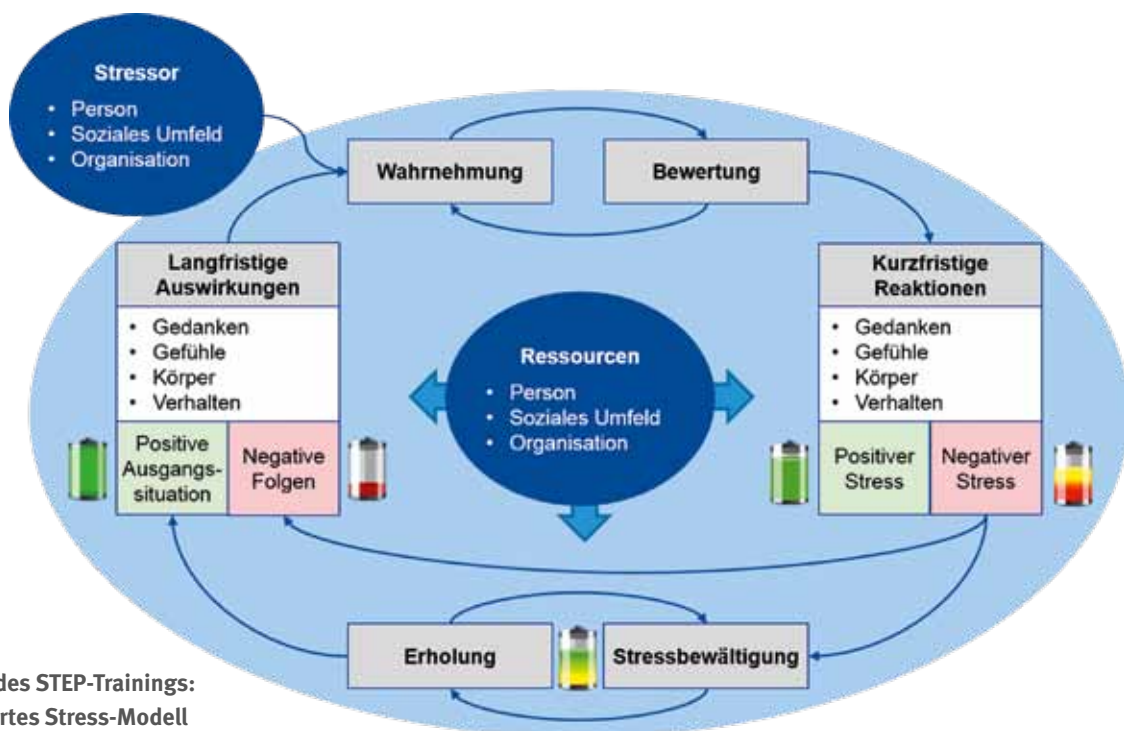 Stressor
• Person
• Soziales Umfeld
• Organisation
Wahrnehmung
Bewertung
Langfristige
Auswirkungen
• Gedanken
• Gefühle
• Körper
• Verhalten
Positive
Ausgangs-
situation
Negative
Folgen
Ressourcen
• Person
• Soziales Umfeld
• Organisation
Kurzfristige
Reaktionen
• Gedanken
• Gefühle
• Körper
• Verhalten
Positiver
Stress
Negativer
Stress
Erholung
Stressbewältigung
des STEP-Trainings:
rtes Stress-Modell